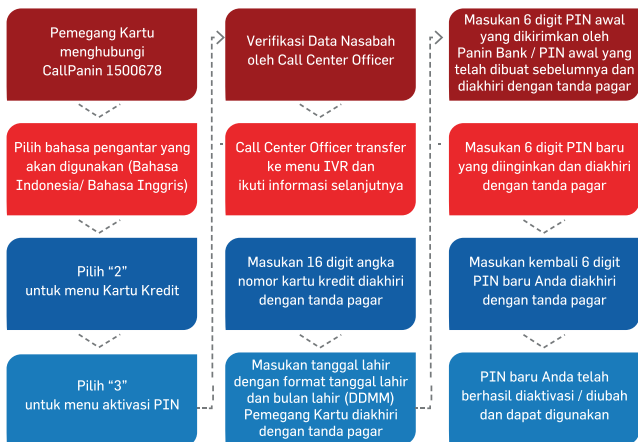 Pemegang Kartu
menghubungi
CallPanin 1500678
Pilih bahasa pengantar yang
akan digunakan (Bahasa
Indonesia/ Bahasa Inggris)
Pilih “2”
untuk menu Kartu Kredit
Pilih “3”
untuk menu aktivasi PIN
Verifikasi Data Nasabah
oleh Call Center Officer
Call Center Officer transfer
ke menu IVR dan
ikuti informasi selanjutnya
Masukan 16 digit angka
nomor kartu kredit diakhiri
dengan tanda pagar
Masukan tanggal lahir
dengan format tanggal lahir
dan bulan lahir (DDMM)
Pemegang Kartu diakhiri
dengan tanda pagar
Masukan 6 digit PIN awal
yang dikirimkan oleh
Panin Bank / PIN awal yang
telah dibuat sebelumnya dan
diakhiri dengan tanda pagar
Masukan 6 digit PIN baru
yang diinginkan dan diakhiri
dengan tanda pagar
Masukan kembali 6 digit
PIN baru Anda diakhiri
dengan tanda pagar
PIN baru Anda telah
berhasil diaktivasi / diubah
dan dapat digunakan